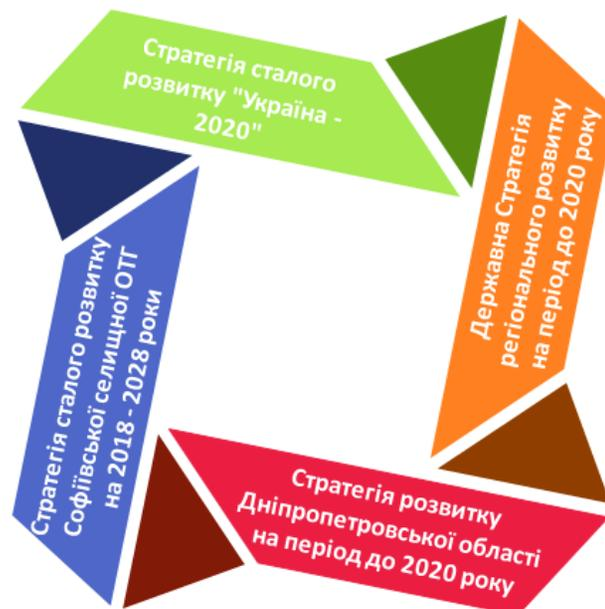 Стратегія сталого
розвитку "Україна -
2020"
Державна Стратегія
регіонального розвитку
на період до 2020 року
Стратегія розвитку
Дніпропетровської області
на період до 2020 року
Стратегія сталого розвитку
Софіївської селищної ОТГ
на 2018 - 2028 роки